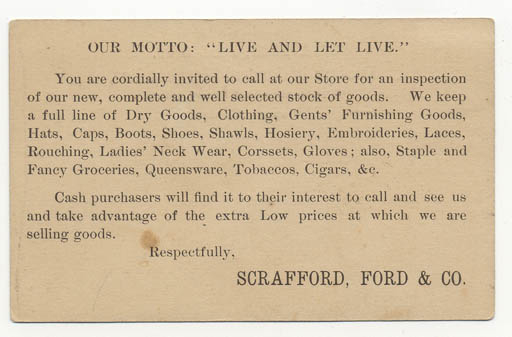 OUR MOTTO: "LIVE AND LET LIVE."
You are cordially invited to call at our Store for an inspection
of our new, complete and well selected stock of goods. We keep
a full line of Dry Goods, Clothing, Gents' Furnishing Goods,
Hats, Caps, Boots, Shoes, Shawls, Hosiery, Embroideries, Laces,
Rouching, Ladies' Neck Wear, Corssets, Gloves; also, Staple and
Fancy Groceries, Queensware, Tobaccos, Cigars, &c.
Cash purchasers will find it to their interest to call and see us
and take advantage of the extra Low prices at which we are
selling goods.
Respectfully,
SCRAFFORD, FORD & CO.